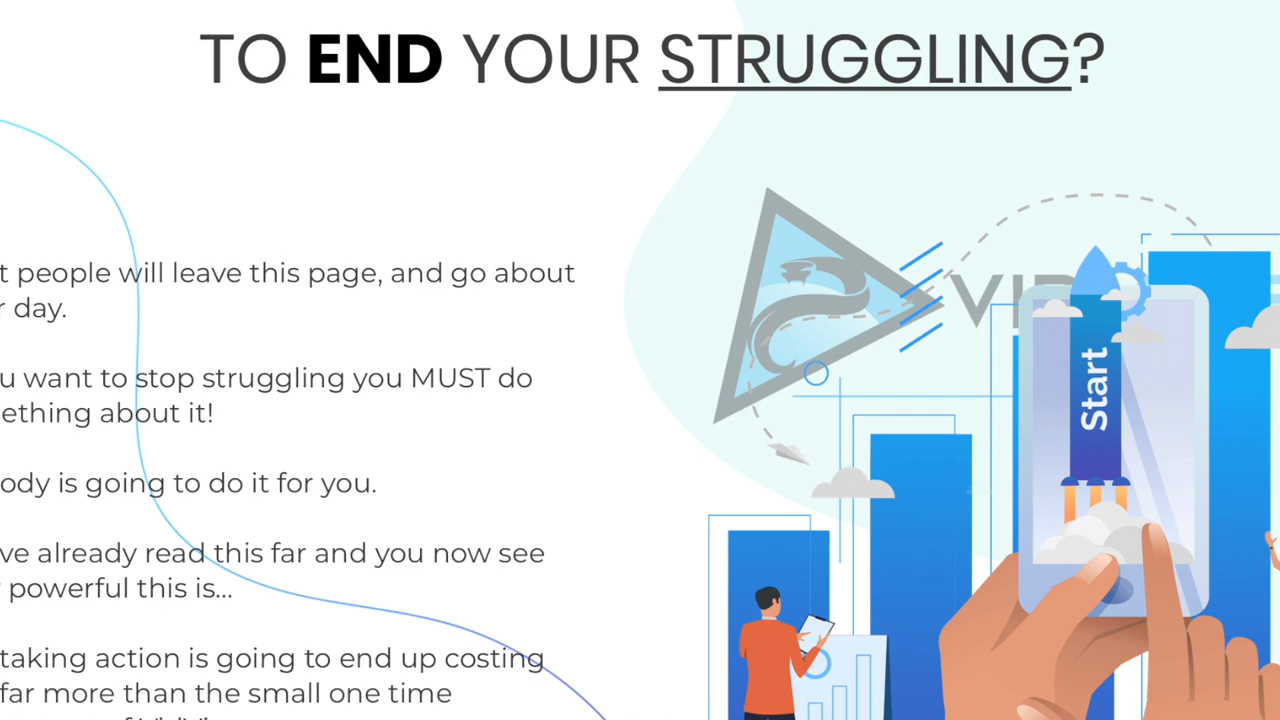 TO END YOUR STRUGGLING?
t people will leave this page, and go about
r day.
u want to stop struggling you MUST do
ething about it!
ody is going to do it for you.
ve already read this far and you now see
powerful this is...
taking action is going to end up costing
far more than the small one time
VI
Start